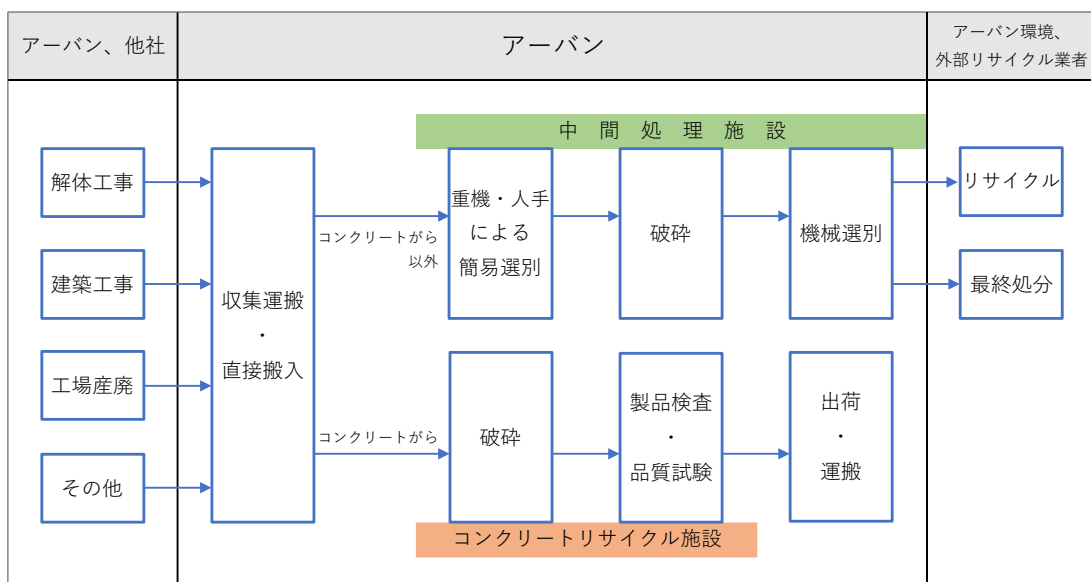 アーバン、他社
アーバン
アーバン環境、
外部リサイクル業者
中間処理施設
解体工事
建築工事
工場産廃
その他
収集運搬
・
直接搬入
コンクリートがら
以外
重機・人手
による
簡易選別
破砕
機械選別
リサイクル
最終処分
コンクリートがら
破砕
製品検査
・
品質試験
出荷
・
運搬
コンクリートリサイクル施設